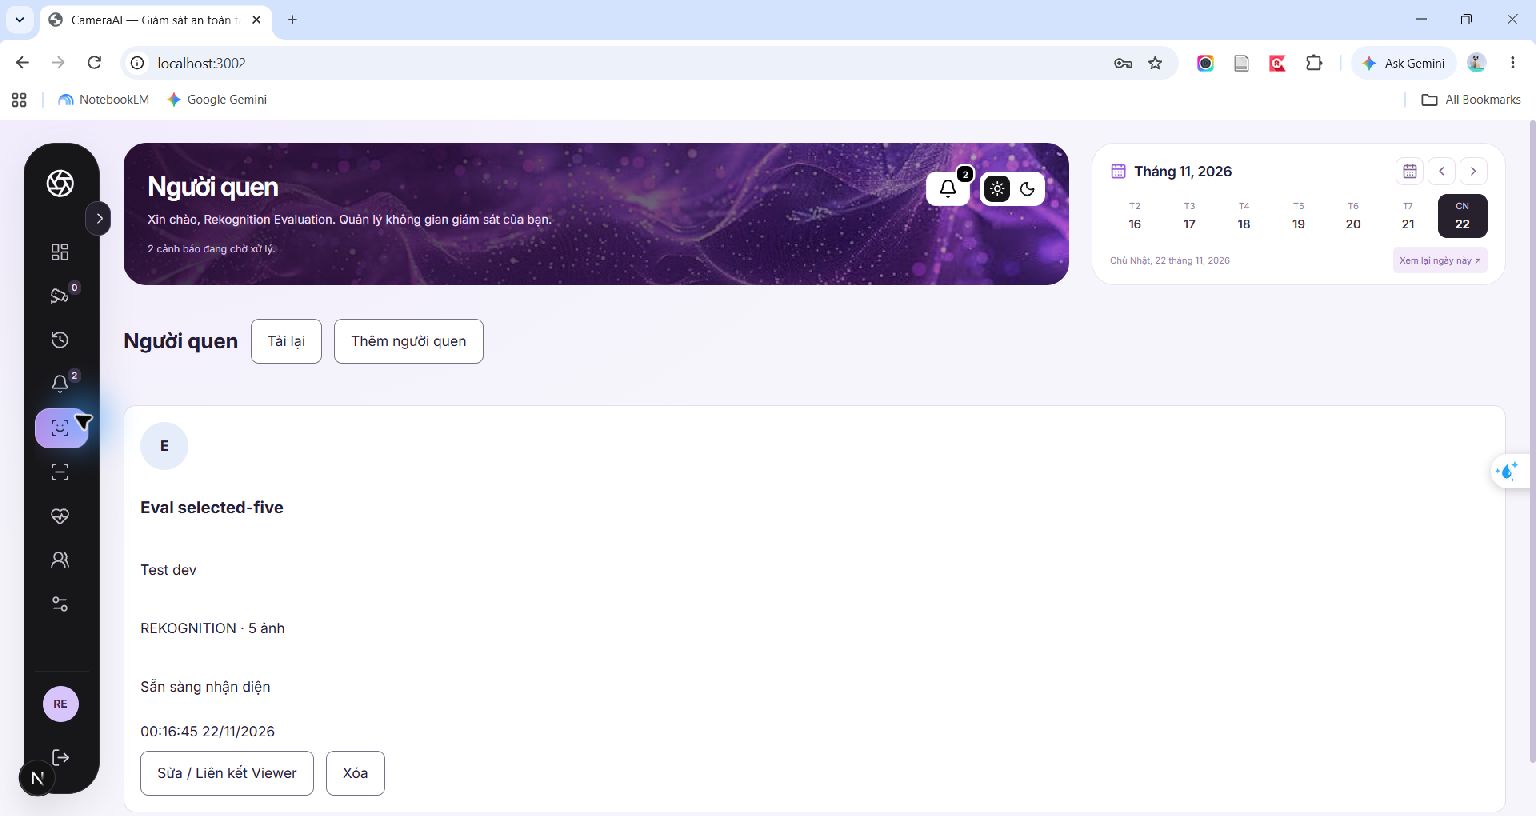 CameraAI — Giám sát an toàn t
localhost:3002
Ask Gemini
NotebookLM
Google Gemini
All Bookmarks
Người quen
Xin chào, Rekognition Evaluation. Quản lý không gian giám sát của bạn.
2 cảnh báo đang chờ xử lý.
2
Tháng 11, 2026
T2 T3 T4 T5 T6 T7 CN
16 17 18 19 20 21 22
Chủ Nhật, 22 tháng 11, 2026
Xem lại ngày này ↗
0
2
Người quen
Tải lại
Thêm người quen
E
Eval selected-five
Test dev
REKOGNITION · 5 ảnh
Sẵn sàng nhận diện
00:16:45 22/11/2026
Sửa / Liên kết Viewer
Xóa
RE
N